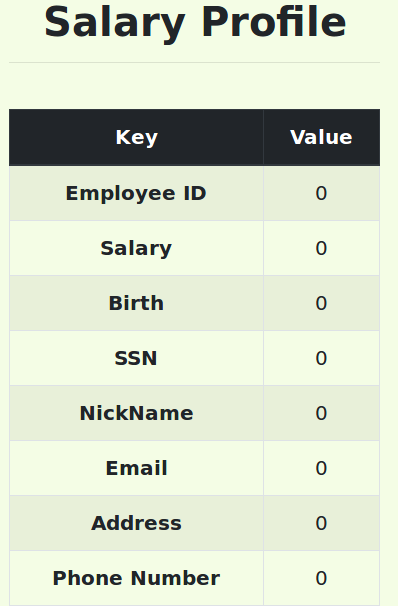 Salary Profile
Key Value
Employee ID 0
Salary 0
Birth 0
SSN 0
NickName 0
Email 0
Address 0
Phone Number 0